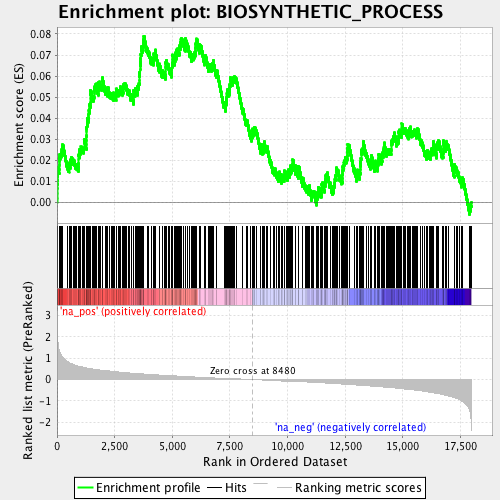 Enrichment plot: BIOSYNTHETIC_PROCESS
Enrichment score (ES)
0.08
0.07
0.06
0.05
0.04
0.03
0.02
0.01
0.00
'na_pos' (positively correlated)
Ranked list metric (PreRanked)
3
2
1
0
-1
-2
Zero cross at 8480
'na_neg' (negatively correlated)
0
2,500
5,000
7,500
10,000
12,500
15,000
17,500
Rank in Ordered Dataset
Enrichment profile
Hits
Ranking metric scores